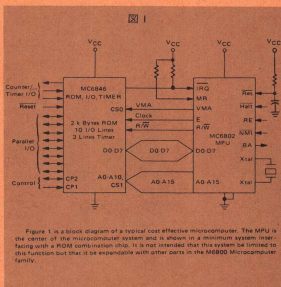 図 1
VCC VCC VCC VCC
Counter/
Timer I/O
Reset
Parallel
I/O
Control
MC6846
ROM, I/O, TIMER
CS0
2 k Bytes ROM
10 I/O Lines
3 Lines Timer
D0-D7
CP2
CP1
A0-A10,
CS1
VMA
Clock
R/W
D0-D7
A0-A15
IRQ
MR
VMA
E
R/W
MC6802
MPU
D0-D7
A0-A15
Res
Halt
RE
NMI
BA
Xtal
Xtal
Figure 1 is a block diagram of a typical cost effective microcomputer. The MPU is
the center of the microcomputer system and is shown in a minimum system inter-
facing with a ROM combination chip. It is not intended that this system be limited to
this function but that it be expandable with other parts in the M6800 Microcomputer
family.